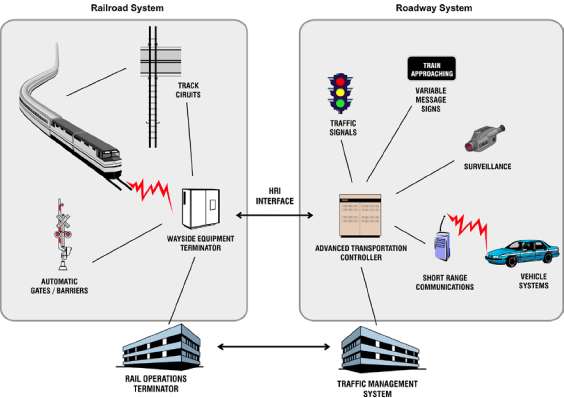 Railroad System
Roadway System
TRACK
CIRUITS
TRAIN
APPROACHING
VARIABLE
MESSAGE
SIGNS
TRAFFIC
SIGNALS
SURVEILLANCE
HRI
INTERFACE
WAYSIDE EQUIPMENT
TERMINATOR
ADVANCED TRANSPORTATION
CONTROLLER
AUTOMATIC
GATES / BARRIERS
SHORT RANGE
COMMUNICATIONS
VEHICLE
SYSTEMS
RAIL OPERATIONS
TERMINATOR
TRAFFIC MANAGEMENT
SYSTEM